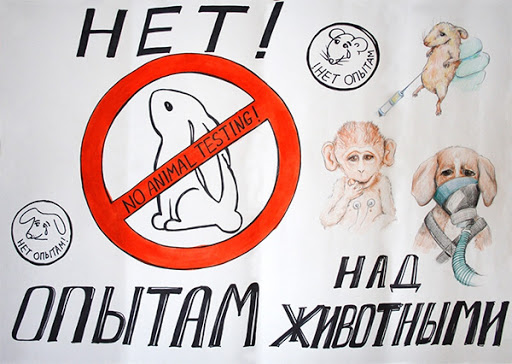 НЕТ!
НЕТ ОПЫТАМ
NO ANIMAL TESTING!
НЕТ ОПЫТАМ!
ОПЫТАМ
НАД
ЖИВОТНЫМИ